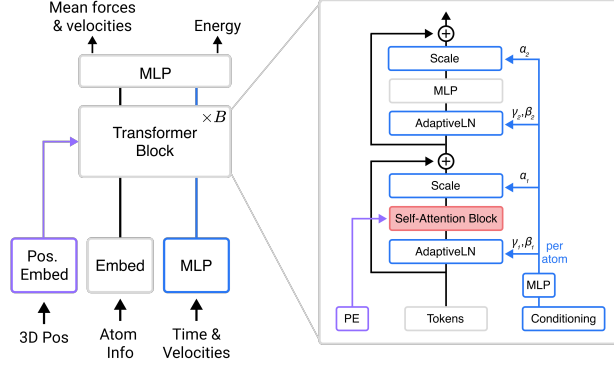 Mean forces
& velocities
Energy
MLP
×B
Transformer
Block
Pos.
Embed
Embed
MLP
3D Pos
Atom
Info
Time &
Velocities
Scale
α₂
MLP
AdaptiveLN
γ₂,β₂
Scale
α₁
Self-Attention Block
AdaptiveLN
γ₁,β₁
per
atom
MLP
PE
Tokens
Conditioning